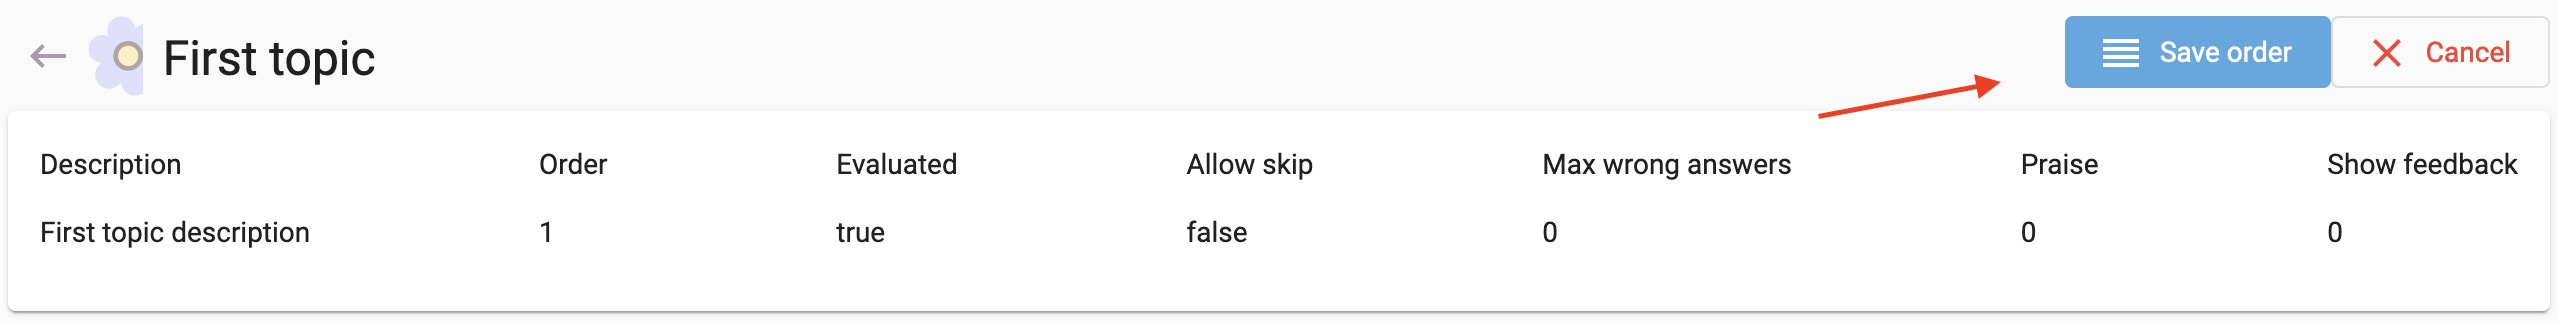 First topic
Save order
Cancel
Description Order Evaluated Allow skip Max wrong answers Praise Show feedback
First topic description 1 true false 0 0 0